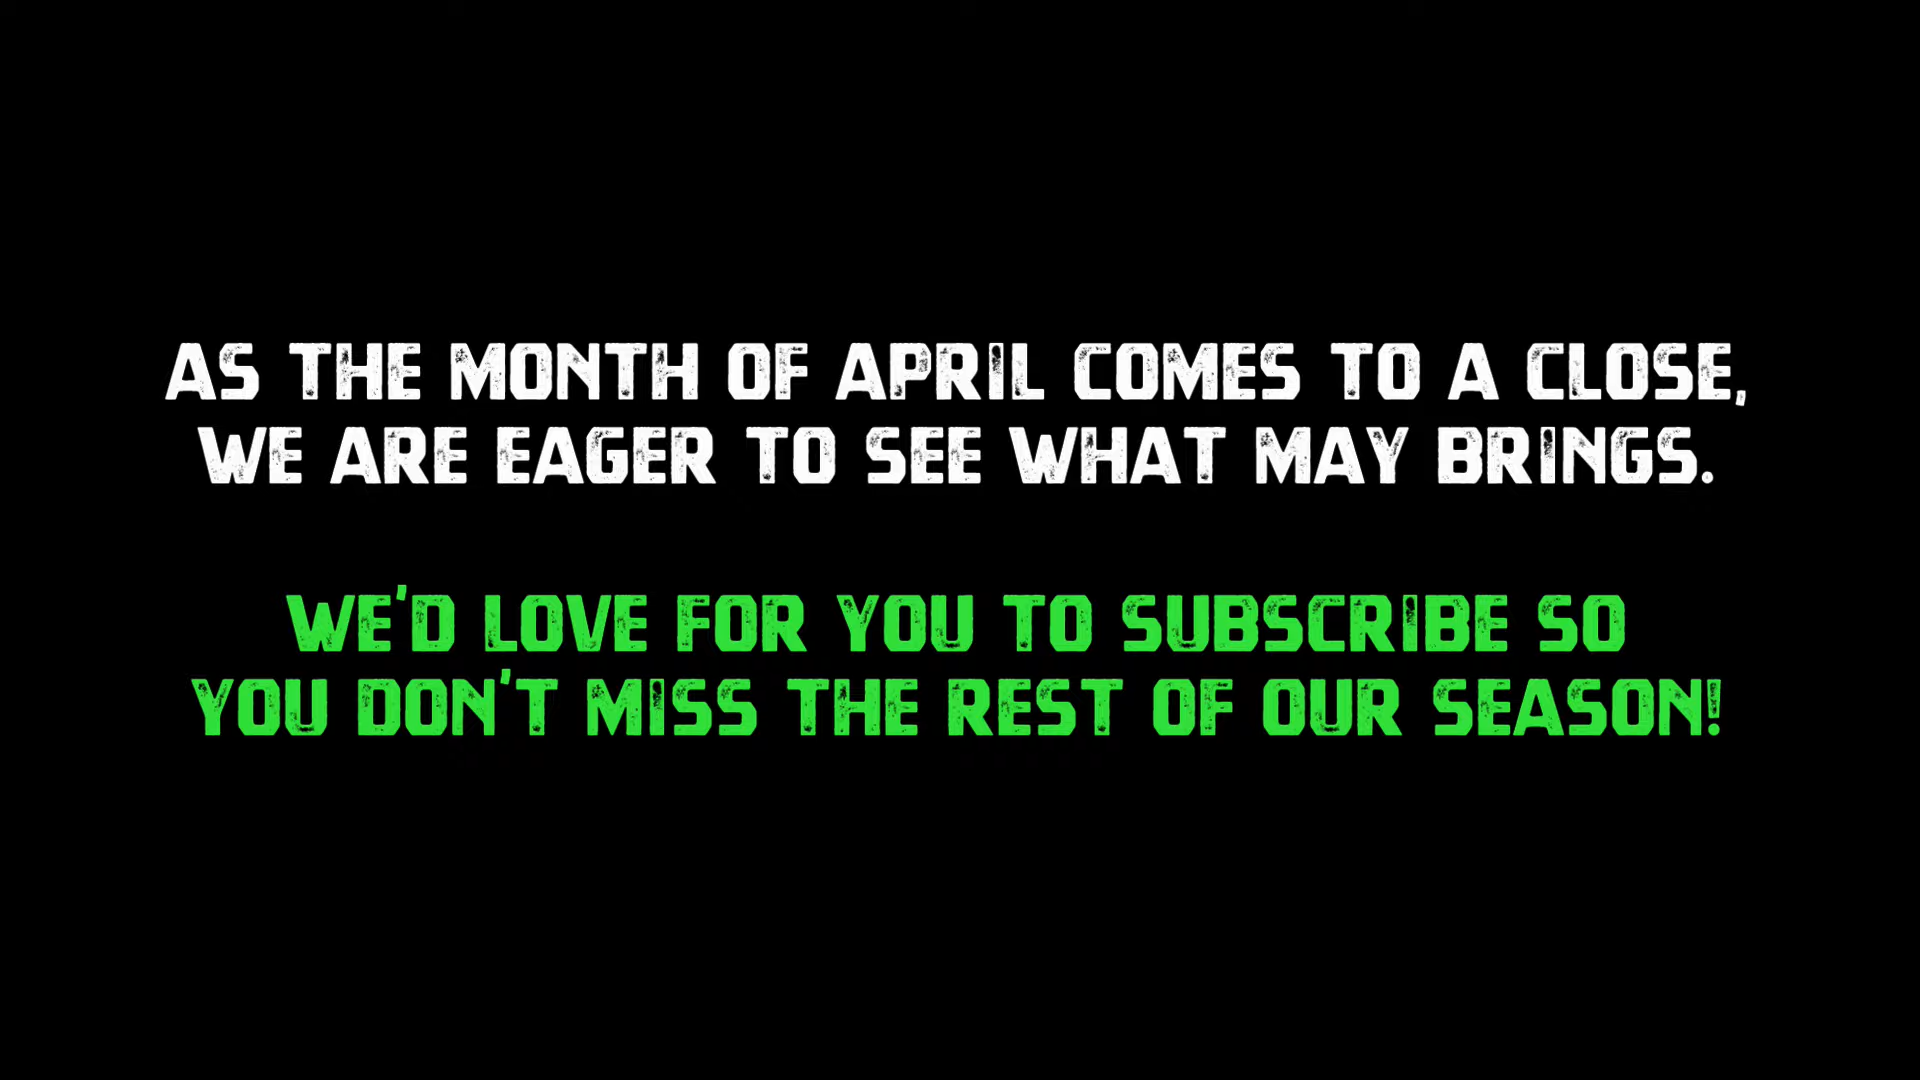 AS THE MONTH OF APRIL COMES TO A CLOSE,
WE ARE EAGER TO SEE WHAT MAY BRINGS.
WE'D LOVE FOR YOU TO SUBSCRIBE SO
YOU DON'T MISS THE REST OF OUR SEASON!